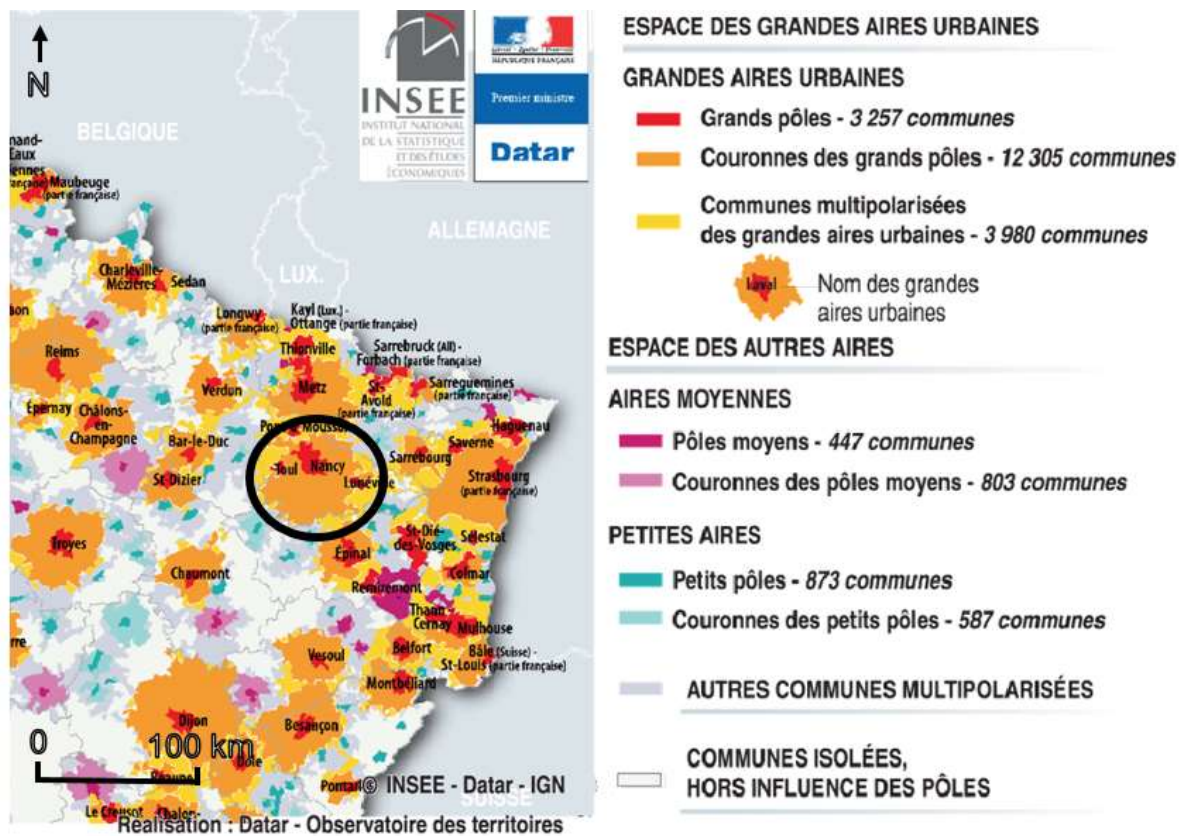 N
BELGIQUE
INSEE
INSTITUT NATIONAL
DE LA STATISTIQUE
ET DES ÉTUDES
ÉCONOMIQUES
RÉPUBLIQUE FRANÇAISE
Premier ministre
Datar
Maubeuge
(partie française)
ALLEMAGNE
LUX.
Charleville-
Mézières
Sedan
Longwy
(partie française)
Kayl (Lux.) -
Ottange (partie française)
Thionville
Sarrebruck (All) -
Forbach (partie française)
Reims
Verdun
Metz
St-
Avold
(partie française)
Sarreguemines
(partie française)
Épernay
Châlons-
en-
Champagne
Bar-le-Duc
Haguenau
Saverne
Toul
Nancy
Sarrebourg
Lunéville
St-Dizier
Strasbourg
(partie française)
Troyes
Chaumont
Épinal
St-Dié-
des-Vosges
Sélestat
Colmar
Remiremont
Thann-
Cernay
Mulhouse
Vesoul
Belfort
Bâle (Suisse) -
St-Louis (partie française)
Montbéliard
Dijon
Besançon
Dole
0 100 km
Beaune
© INSEE - Datar - IGN
SUISSE
Le Creusot
Chalon-
Réalisation : Datar - Observatoire des territoires
ESPACE DES GRANDES AIRES URBAINES
GRANDES AIRES URBAINES
Grands pôles - 3 257 communes
Couronnes des grands pôles - 12 305 communes
Communes multipolarisées
des grandes aires urbaines - 3 980 communes
Laval
Nom des grandes
aires urbaines
ESPACE DES AUTRES AIRES
AIRES MOYENNES
Pôles moyens - 447 communes
Couronnes des pôles moyens - 803 communes
PETITES AIRES
Petits pôles - 873 communes
Couronnes des petits pôles - 587 communes
AUTRES COMMUNES MULTIPOLARISÉES
COMMUNES ISOLÉES,
HORS INFLUENCE DES PÔLES